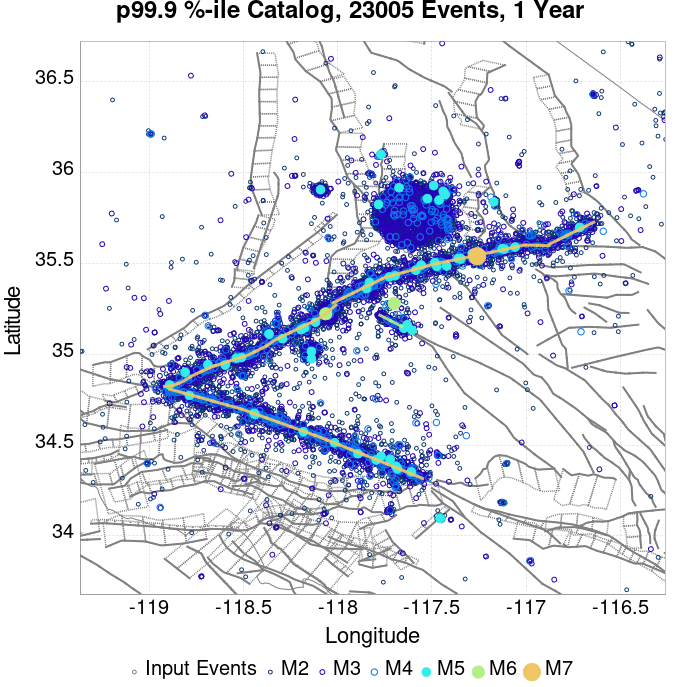 p99.9 %-ile Catalog, 23005 Events, 1 Year
36.5
36
35.5
35
34.5
34
Latitude
-119
-118.5
-118
-117.5
-117
-116.5
Longitude
Input Events
M2
M3
M4
M5
M6
M7